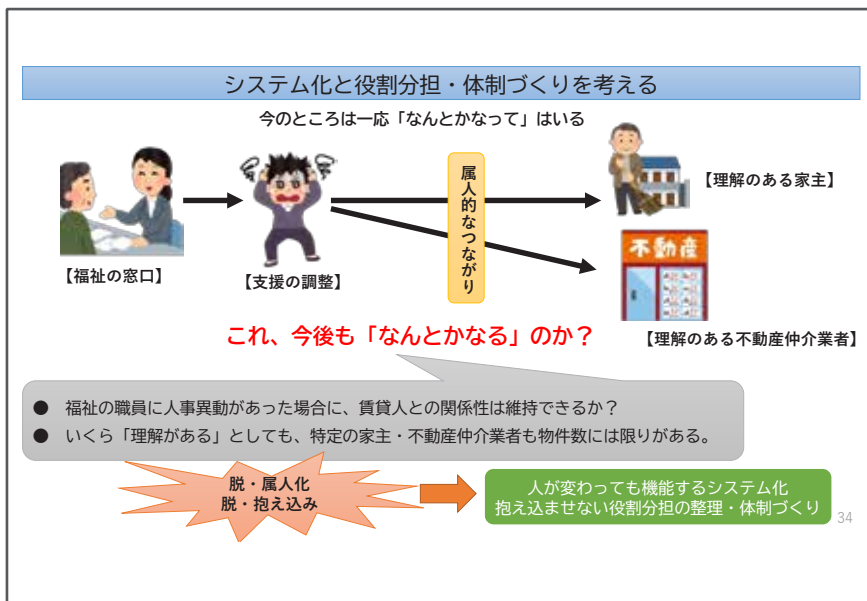 システム化と役割分担・体制づくりを考える
今のところは一応「なんとかなって」はいる
属人的なつながり
【理解のある家主】
不動産
【福祉の窓口】
【支援の調整】
【理解のある不動産仲介業者】
これ、今後も「なんとかなる」のか？
● 福祉の職員に人事異動があった場合に、賃貸人との関係性は維持できるか？
● いくら「理解がある」としても、特定の家主・不動産仲介業者も物件数には限りがある。
脱・属人化
脱・抱え込み
人が変わっても機能するシステム化
抱え込ませない役割分担の整理・体制づくり
34